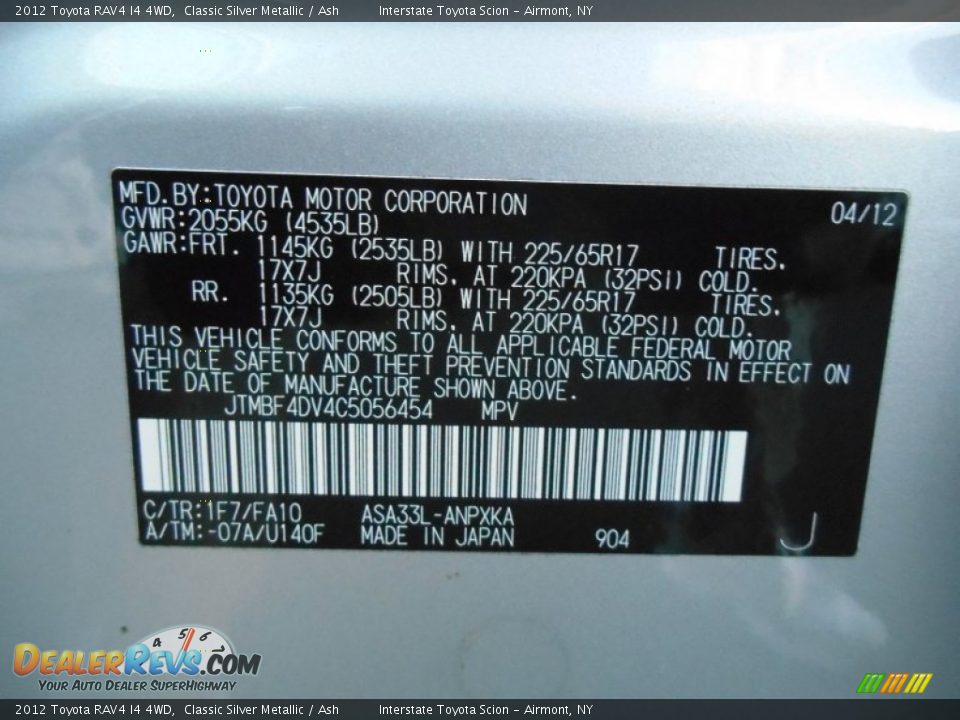 2012 Toyota RAV4 I4 4WD,  Classic Silver Metallic / Ash     Interstate Toyota Scion - Airmont, NY
MFD.BY:TOYOTA MOTOR CORPORATION     04/12
GVWR:2055KG (4535LB)
GAWR:FRT. 1145KG (2535LB) WITH 225/65R17     TIRES.
17X7J     RIMS, AT 220KPA (32PSI) COLD.
RR. 1135KG (2505LB) WITH 225/65R17     TIRES.
17X7J     RIMS, AT 220KPA (32PSI) COLD.
THIS VEHICLE CONFORMS TO ALL APPLICABLE FEDERAL MOTOR
VEHICLE SAFETY AND THEFT PREVENTION STANDARDS IN EFFECT ON
THE DATE OF MANUFACTURE SHOWN ABOVE.
JTMBF4DV4C5056454     MPV
C/TR:1F7/FA10     ASA33L-ANPXKA
A/TM:-07A/U140F     MADE IN JAPAN     904     J
4 5 6
DEALERREVS.COM
YOUR AUTO DEALER SUPERHIGHWAY
2012 Toyota RAV4 I4 4WD,  Classic Silver Metallic / Ash     Interstate Toyota Scion - Airmont, NY